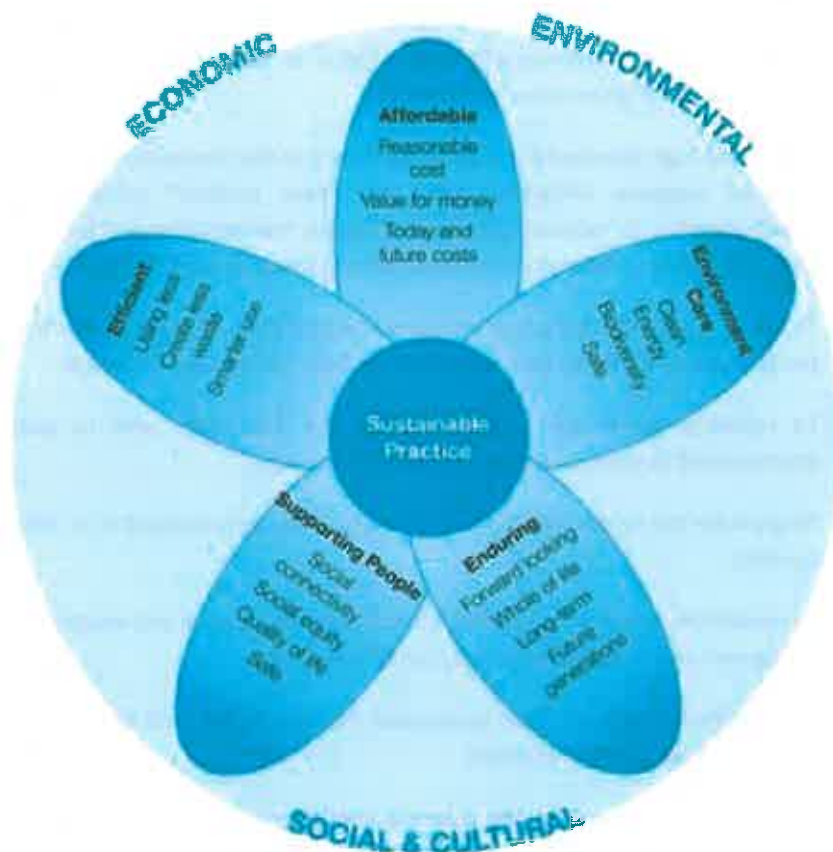 ECONOMIC
ENVIRONMENTAL
Affordable
Reasonable
cost
Value for money
Today and
future costs
Efficient
Using less
Create less
waste
Smarter use
Environment
Care
Clean
Energy
Biodiversity
Safe
Sustainable
Practice
Supporting People
Social
connectivity
Social equity
Quality of life
Safe
Enduring
Forward looking
Whole of life
Long-term
Future
generations
SOCIAL & CULTURAL